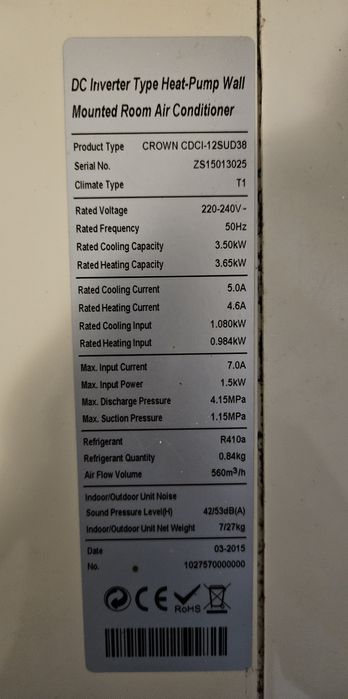 DC Inverter Type Heat-Pump Wall
Mounted Room Air Conditioner
Product Type CROWN CDCI-12SUD38
Serial No. ZS15013025
Climate Type T1
Rated Voltage 220-240V~
Rated Frequency 50Hz
Rated Cooling Capacity 3.50kW
Rated Heating Capacity 3.65kW
Rated Cooling Current 5.0A
Rated Heating Current 4.6A
Rated Cooling Input 1.080kW
Rated Heating Input 0.984kW
Max. Input Current 7.0A
Max. Input Power 1.5kW
Max. Discharge Pressure 4.15MPa
Max. Suction Pressure 1.15MPa
Refrigerant R410a
Refrigerant Quantity 0.84kg
Air Flow Volume 560m³/h
Indoor/Outdoor Unit Noise
Sound Pressure Level(H) 42/53dB(A)
Indoor/Outdoor Unit Net Weight 7/27kg
Date 03-2015
No. 1027570000000
CE RoHS